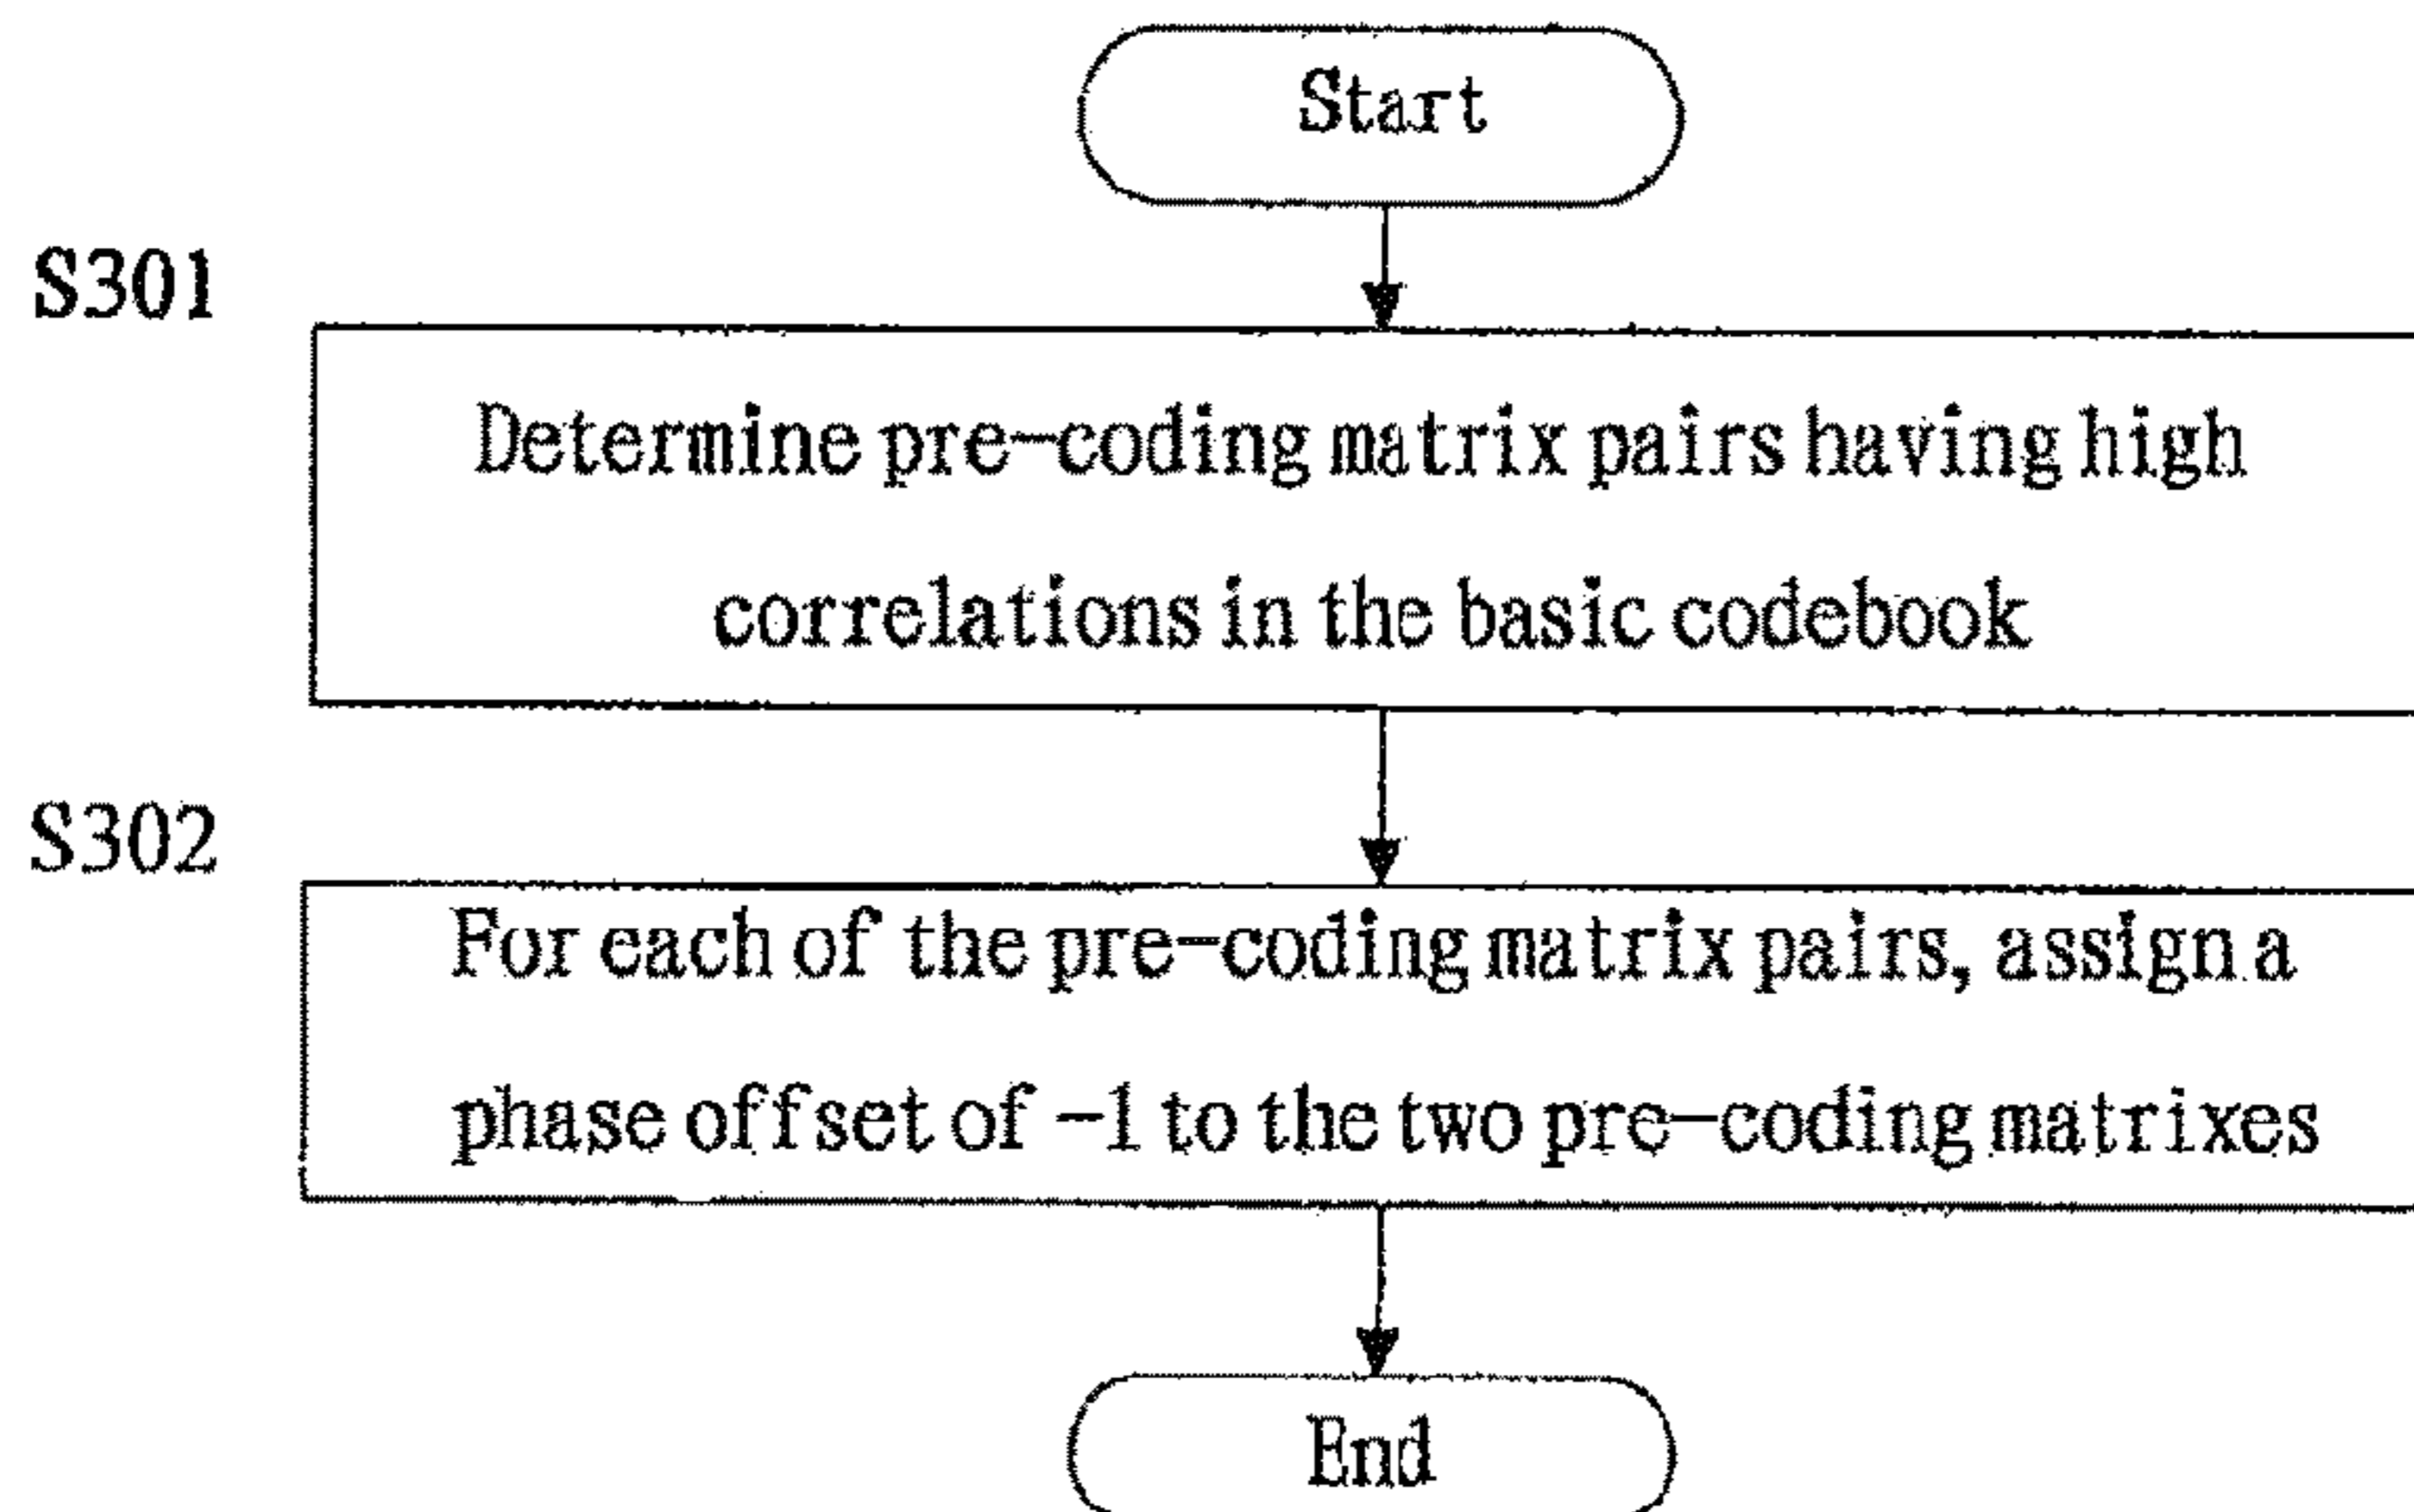 Start
S301
Determine pre-coding matrix pairs having high
correlations in the basic codebook
S302
For each of the pre-coding matrix pairs, assign a
phase offset of -1 to the two pre-coding matrixes
End